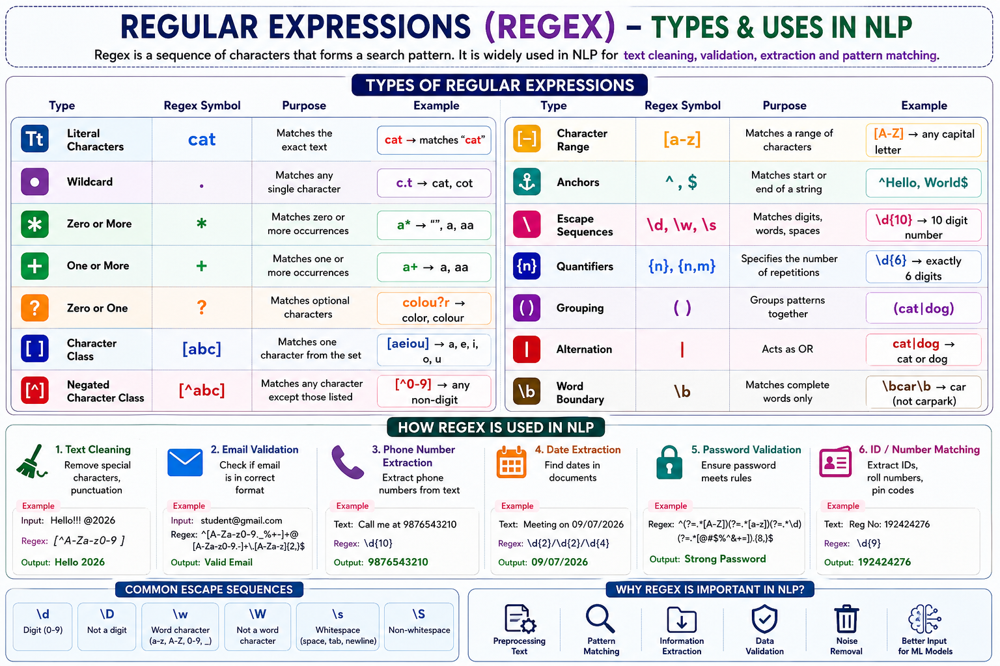 REGULAR EXPRESSIONS (REGEX) – TYPES & USES IN NLP
Regex is a sequence of characters that forms a search pattern. It is widely used in NLP for text cleaning, validation, extraction and pattern matching.
TYPES OF REGULAR EXPRESSIONS
Type Regex Symbol Purpose Example
Tt
Literal
Characters
cat
Matches the
exact text
cat → matches “cat”
Wildcard
.
Matches any
single character
c.t → cat, cot
*
Zero or More
*
Matches zero or
more occurrences
a* → “”, a, aa
+
One or More
+
Matches one or
more occurrences
a+ → a, aa
?
Zero or One
?
Matches optional
characters
colou?r →
color, colour
[ ]
Character
Class
[abc]
Matches one
character from the set
[aeiou] → a, e, i,
o, u
[^]
Negated
Character Class
[^abc]
Matches any character
except those listed
[^0-9] → any
non-digit
Type Regex Symbol Purpose Example
[–]
Character
Range
[a-z]
Matches a range of
characters
[A-Z] → any capital
letter
Anchors
^ , $
Matches start or
end of a string
^Hello, World$
\
Escape
Sequences
\d, \w, \s
Matches digits,
words, spaces
\d{10} → 10 digit
number
{n}
Quantifiers
{n}, {n,m}
Specifies the number
of repetitions
\d{6} → exactly
6 digits
( )
Grouping
( )
Groups patterns
together
(cat|dog)
|
Alternation
|
Acts as OR
cat|dog →
cat or dog
\b
Word
Boundary
\b
Matches complete
words only
\bcar\b → car
(not carpark)
HOW REGEX IS USED IN NLP
1. Text Cleaning
Remove special
characters,
punctuation
Example
Input: Hello!!! @2026
Regex: [^A-Za-z0-9 ]
Output: Hello 2026
2. Email Validation
Check if email
is in correct
format
Example
Input: student@gmail.com
Regex: ^[A-Za-z0-9._%+-]+@
[A-Za-z0-9.-]+\.[A-Za-z]{2,}$
Output: Valid Email
3. Phone Number
Extraction
Extract phone
numbers from text
Example
Text: Call me at 9876543210
Regex: \d{10}
Output: 9876543210
4. Date Extraction
Find dates in
documents
Example
Text: Meeting on 09/07/2026
Regex: \d{2}/\d{2}/\d{4}
Output: 09/07/2026
5. Password Validation
Ensure password
meets rules
Example
Regex: ^(?=.*[A-Z])(?=.*[a-z])(?=.*\d)
(?=.*[@#$%^&+=]).{8,}$
Output: Strong Password
6. ID / Number Matching
Extract IDs,
roll numbers,
pin codes
Example
Text: Reg No: 192424276
Regex: \d{9}
Output: 192424276
COMMON ESCAPE SEQUENCES
\d
Digit (0-9)
\D
Not a digit
\w
Word character
(a-z, A-Z, 0-9, _)
\W
Not a word
character
\s
Whitespace
(space, tab, newline)
\S
Non-whitespace
WHY REGEX IS IMPORTANT IN NLP?
Preprocessing
Text
Pattern
Matching
Information
Extraction
Data
Validation
Noise
Removal
Better Input
for ML Models